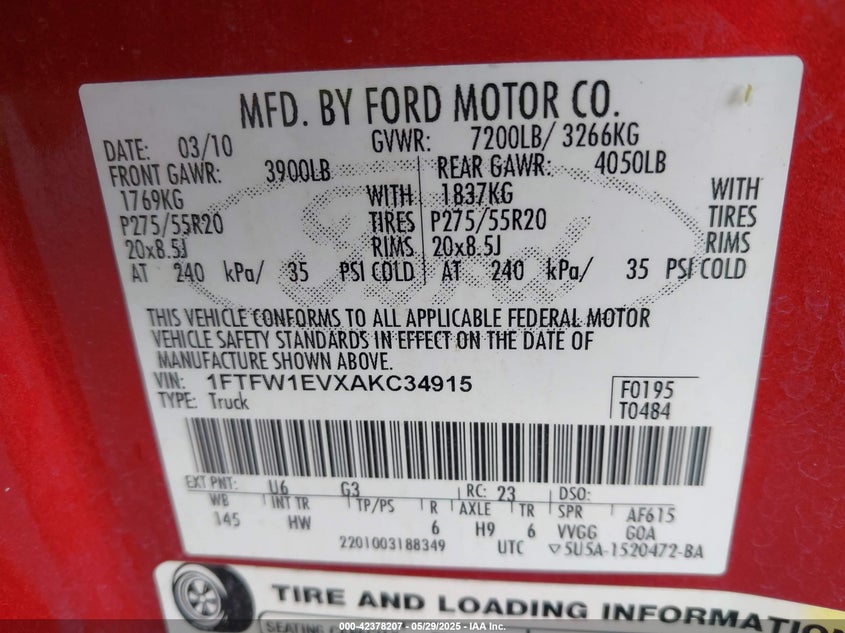 MFD. BY FORD MOTOR CO.
DATE: 03/10 GVWR: 7200LB/ 3266KG
FRONT GAWR: 3900LB REAR GAWR: 4050LB
1769KG WITH 1837KG WITH
P275/55R20 TIRES P275/55R20 TIRES
20x8.5J RIMS 20x8.5J RIMS
AT 240 kPa/ 35 PSI COLD AT 240 kPa/ 35 PSI COLD
Ford
THIS VEHICLE CONFORMS TO ALL APPLICABLE FEDERAL MOTOR
VEHICLE SAFETY STANDARDS IN EFFECT ON THE DATE OF
MANUFACTURE SHOWN ABOVE.
VIN: 1FTFW1EVXAKC34915 F0195
TYPE: Truck T0484
EXT PNT: U6 G3 RC: 23 DSO:
WB INT TR TP/PS R AXLE TR SPR AF615
145 HW 6 H9 6 VVGG GOA
2201003188349 UTC ▽SU5A-1520472-BA
TIRE AND LOADING INFORMATION
SEATING
000-42378207 - 05/29/2025 - IAA Inc.